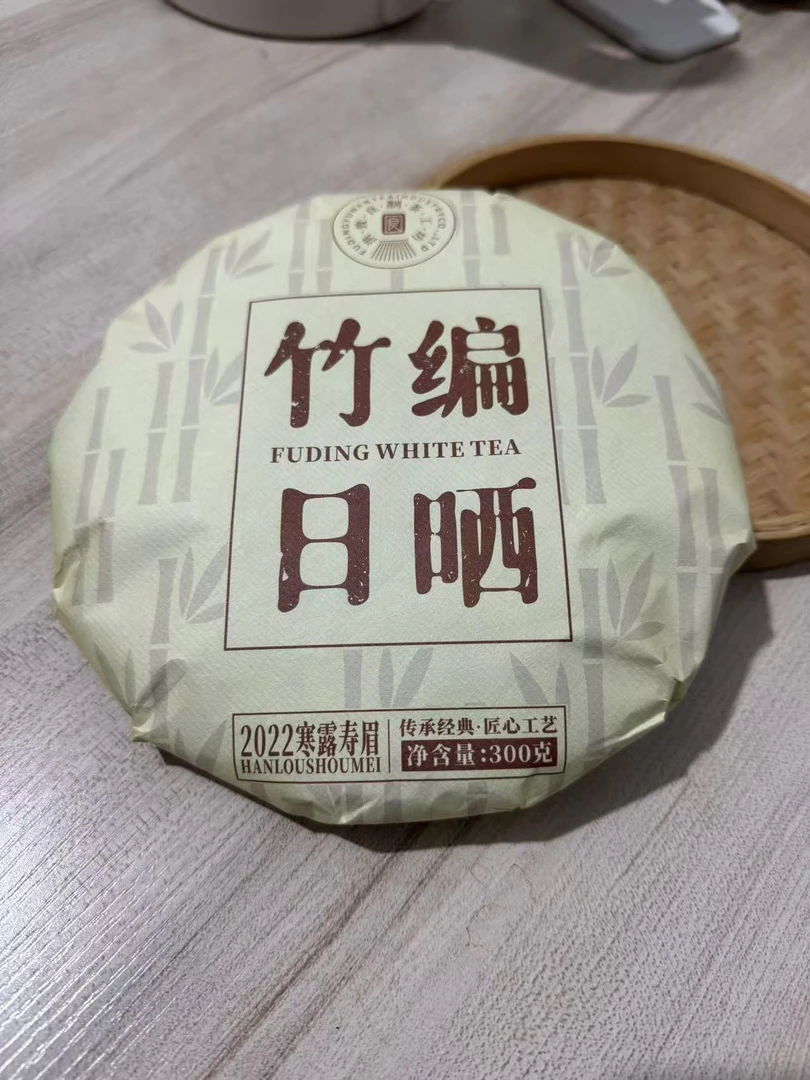 竹编
FUDING WHITE TEA
日晒
2022寒露寿眉
HANLOUSHOUMEI
传承经典·匠心工艺
净含量:300克